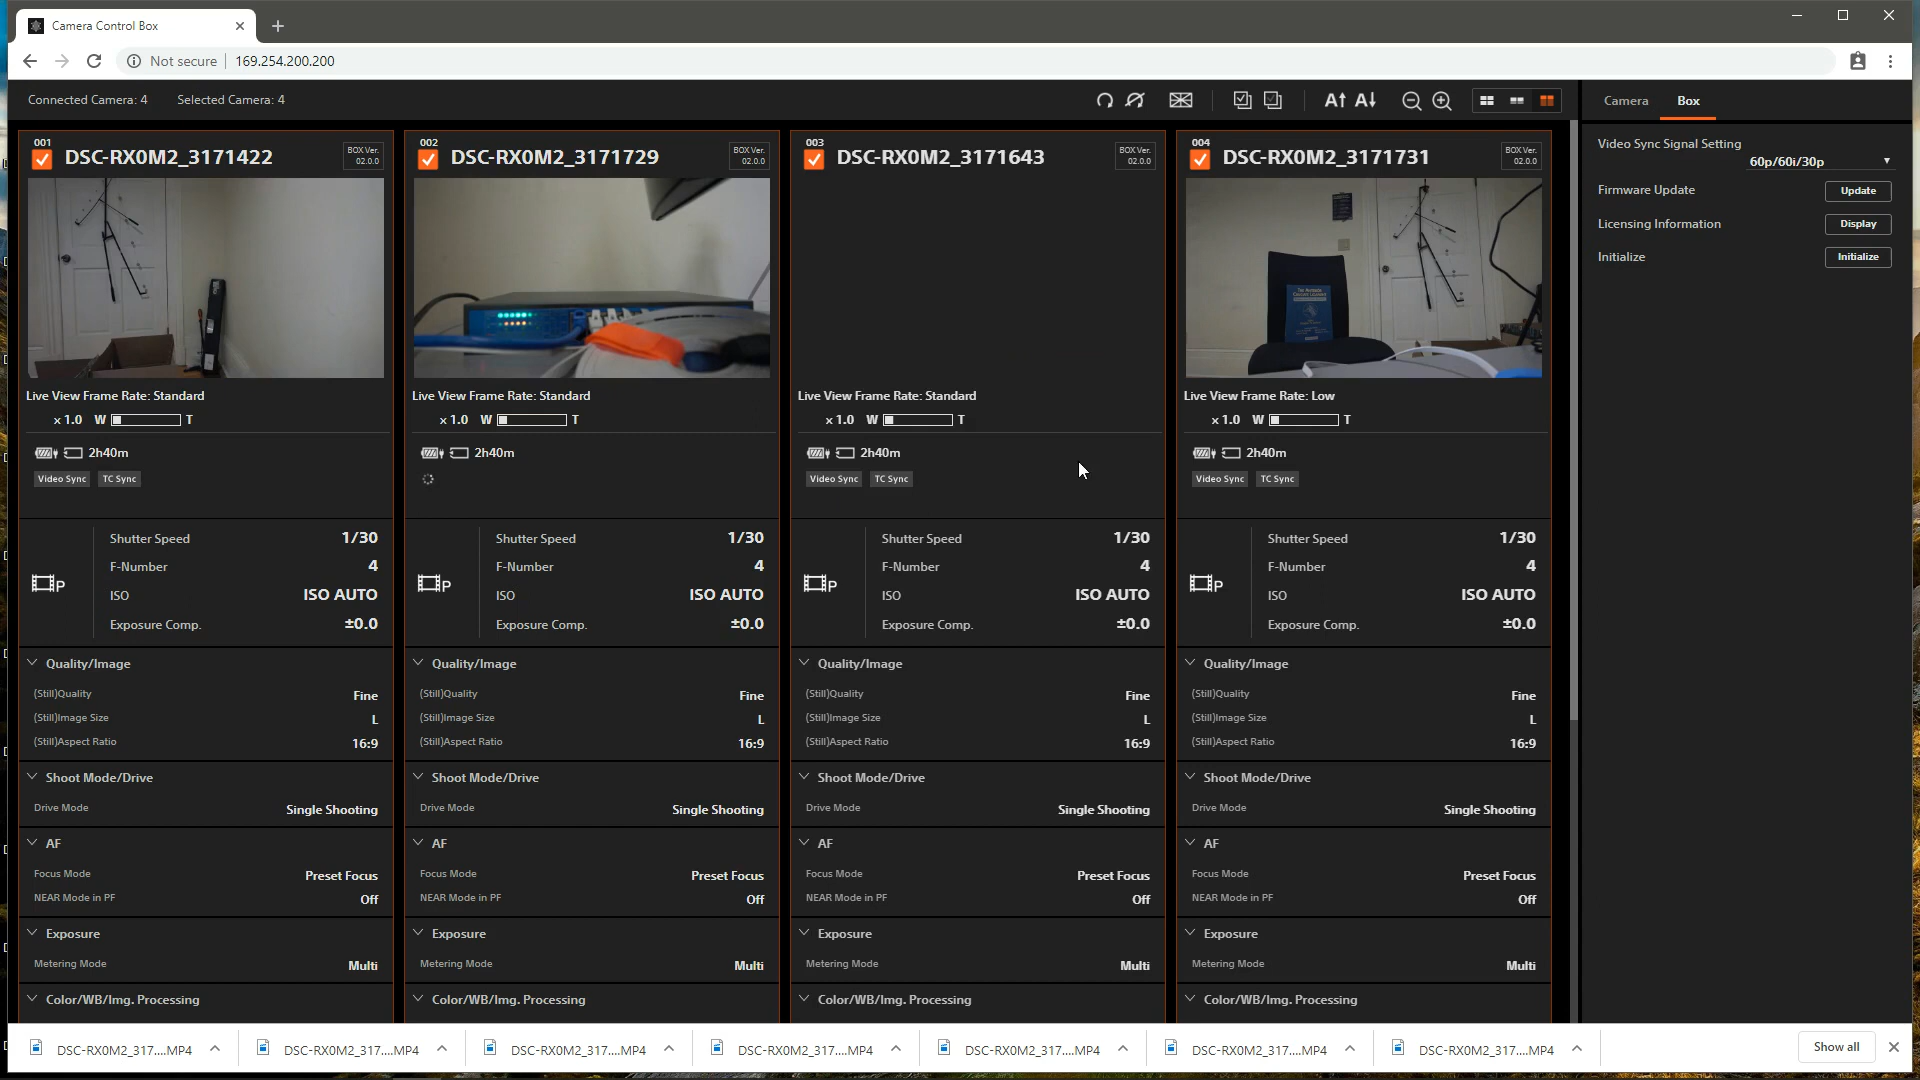 Camera Control Box
Not secure 169.254.200.200
Connected Camera: 4 Selected Camera: 4
Camera Box
Video Sync Signal Setting
60p/60i/30p
Firmware Update Update
Licensing Information Display
Initialize Initialize
001
DSC-RX0M2_3171422
BOX Ver.
02.0.0
Live View Frame Rate: Standard
x 1.0 W T
2h40m
Video Sync TC Sync
Shutter Speed 1/30
F-Number 4
ISO ISO AUTO
Exposure Comp. ±0.0
P
Quality/Image
(Still)Quality Fine
(Still)Image Size L
(Still)Aspect Ratio 16:9
Shoot Mode/Drive
Drive Mode Single Shooting
AF
Focus Mode Preset Focus
NEAR Mode in PF Off
Exposure
Metering Mode Multi
Color/WB/Img. Processing
002
DSC-RX0M2_3171729
BOX Ver.
02.0.0
Live View Frame Rate: Standard
x 1.0 W T
2h40m
Shutter Speed 1/30
F-Number 4
ISO ISO AUTO
Exposure Comp. ±0.0
P
Quality/Image
(Still)Quality Fine
(Still)Image Size L
(Still)Aspect Ratio 16:9
Shoot Mode/Drive
Drive Mode Single Shooting
AF
Focus Mode Preset Focus
NEAR Mode in PF Off
Exposure
Metering Mode Multi
Color/WB/Img. Processing
003
DSC-RX0M2_3171643
BOX Ver.
02.0.0
Live View Frame Rate: Standard
x 1.0 W T
2h40m
Video Sync TC Sync
Shutter Speed 1/30
F-Number 4
ISO ISO AUTO
Exposure Comp. ±0.0
P
Quality/Image
(Still)Quality Fine
(Still)Image Size L
(Still)Aspect Ratio 16:9
Shoot Mode/Drive
Drive Mode Single Shooting
AF
Focus Mode Preset Focus
NEAR Mode in PF Off
Exposure
Metering Mode Multi
Color/WB/Img. Processing
004
DSC-RX0M2_3171731
BOX Ver.
02.0.0
Live View Frame Rate: Low
x 1.0 W T
2h40m
Video Sync TC Sync
Shutter Speed 1/30
F-Number 4
ISO ISO AUTO
Exposure Comp. ±0.0
P
Quality/Image
(Still)Quality Fine
(Still)Image Size L
(Still)Aspect Ratio 16:9
Shoot Mode/Drive
Drive Mode Single Shooting
AF
Focus Mode Preset Focus
NEAR Mode in PF Off
Exposure
Metering Mode Multi
Color/WB/Img. Processing
DSC-RX0M2_317....MP4 DSC-RX0M2_317....MP4 DSC-RX0M2_317....MP4 DSC-RX0M2_317....MP4 DSC-RX0M2_317....MP4 DSC-RX0M2_317....MP4 DSC-RX0M2_317....MP4 Show all